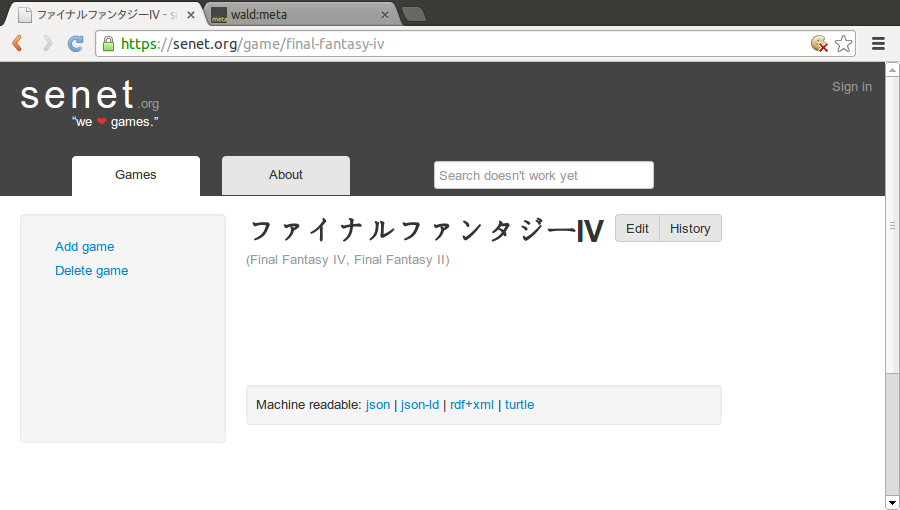 ファイナルファンタジーIV - s
wald:meta
https://senet.org/game/final-fantasy-iv
senet.org
Sign in
“we ❤ games.”
Games
About
Search doesn't work yet
ファイナルファンタジーIV
Edit
History
(Final Fantasy IV, Final Fantasy II)
Add game
Delete game
Machine readable: json | json-ld | rdf+xml | turtle